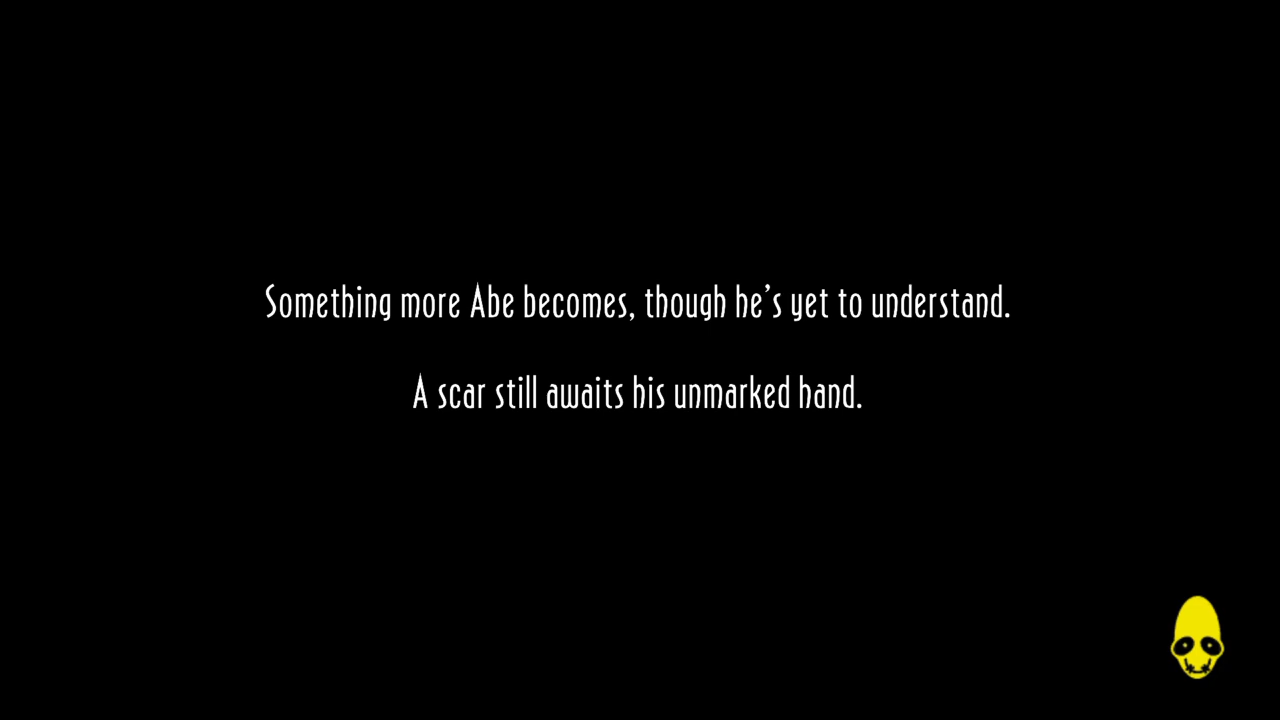 Something more Abe becomes, though he’s yet to understand.
A scar still awaits his unmarked hand.